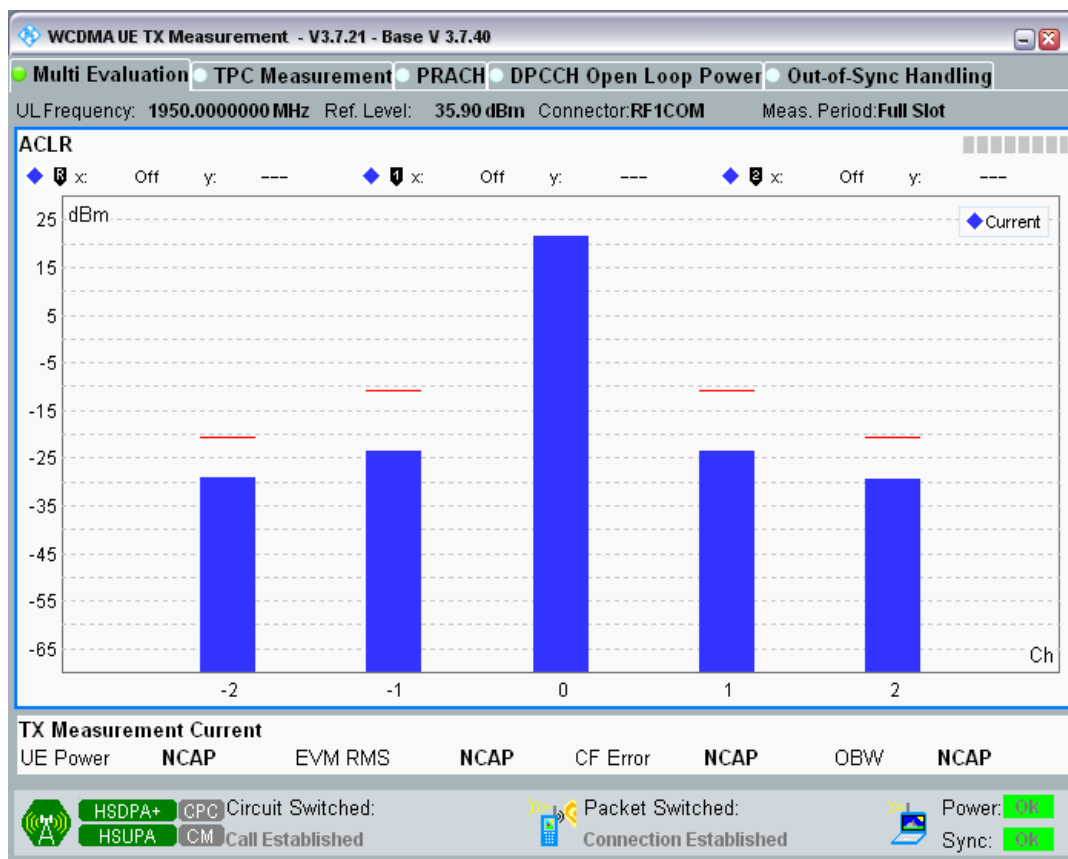 WCDMA UE TX Measurement - V3.7.21 - Base V 3.7.40
Multi Evaluation TPC Measurement PRACH DPCCH Open Loop Power Out-of-Sync Handling
UL Frequency: 1950.0000000 MHz Ref. Level: 35.90 dBm Connector:RF1COM Meas. Period:Full Slot
ACLR
R x: Off y: --- 1 x: Off y: --- 2 x: Off y: ---
dBm
Current
25
15
5
-5
-15
-25
-35
-45
-55
-65
Ch
-2 -1 0 1 2
TX Measurement Current
UE Power NCAP EVM RMS NCAP CF Error NCAP OBW NCAP
HSDPA+ CPC Circuit Switched: Packet Switched: Power: Ok
HSUPA CM Call Established Connection Established Sync: Ok